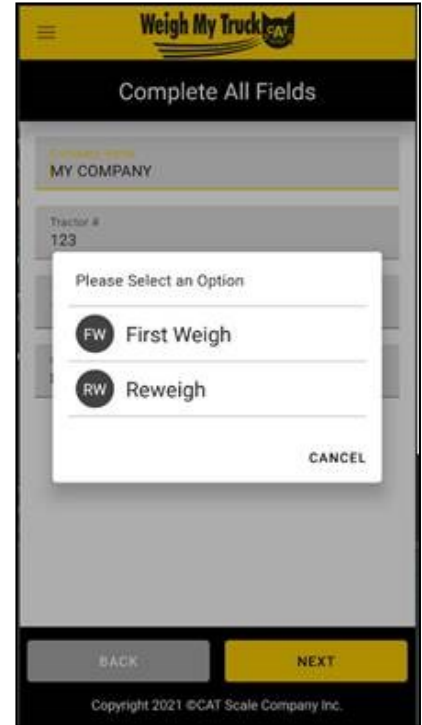 Weigh My Truck
CAT
Complete All Fields
MY COMPANY
Tractor #
123
Please Select an Option
FW First Weigh
RW Reweigh
CANCEL
BACK NEXT
Copyright 2021 ©CAT Scale Company Inc.